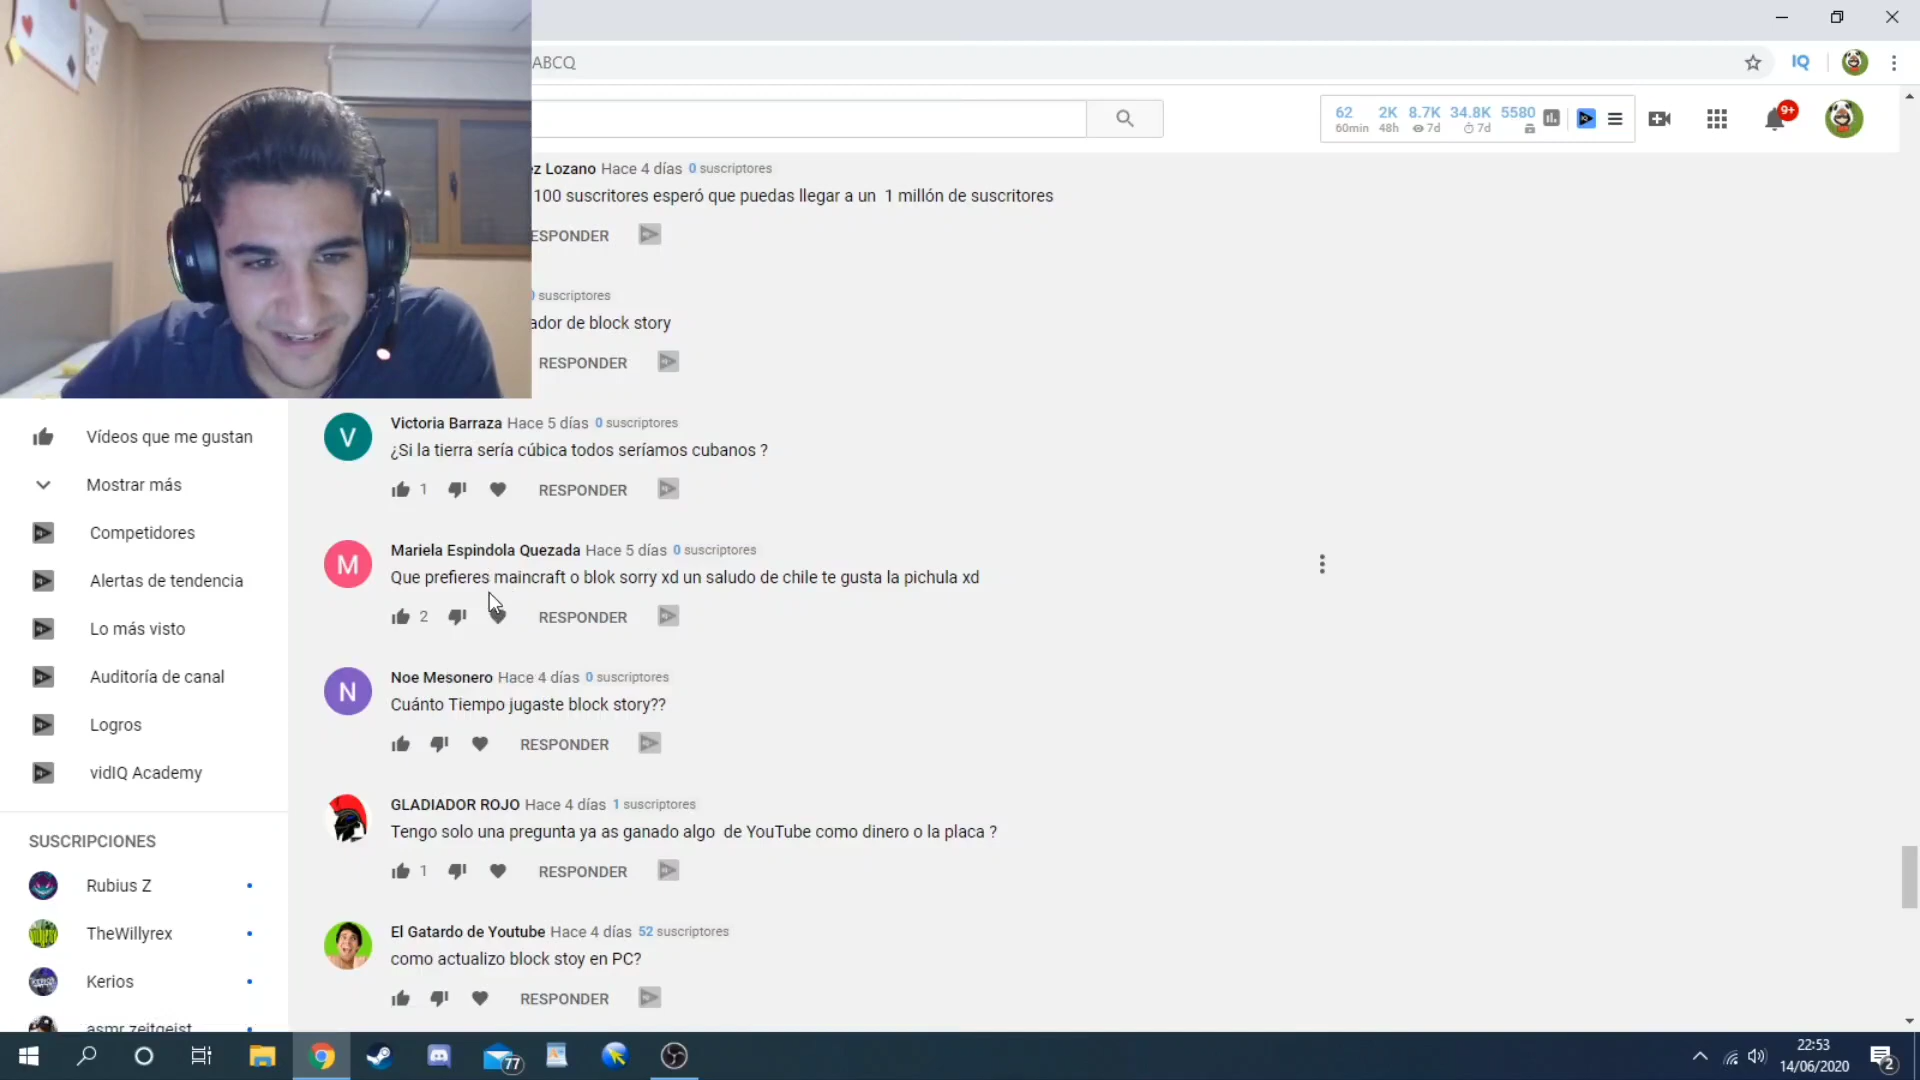 ABCQ
IQ
62 2K 8.7K 34.8K 5580
60min 48h 7d 7d
9+
z Lozano Hace 4 días 0 suscriptores
100 suscritores esperó que puedas llegar a un 1 millón de suscritores
ESPONDER
suscriptores
ador de block story
RESPONDER
Vídeos que me gustan
Mostrar más
Competidores
Alertas de tendencia
Lo más visto
Auditoría de canal
Logros
vidIQ Academy
SUSCRIPCIONES
Rubius Z
TheWillyrex
Kerios
asmr zeitgeist
V
Victoria Barraza Hace 5 días 0 suscriptores
¿Si la tierra sería cúbica todos seríamos cubanos ?
1 RESPONDER
M
Mariela Espindola Quezada Hace 5 días 0 suscriptores
Que prefieres maincraft o blok sorry xd un saludo de chile te gusta la pichula xd
2 RESPONDER
N
Noe Mesonero Hace 4 días 0 suscriptores
Cuánto Tiempo jugaste block story??
RESPONDER
GLADIADOR ROJO Hace 4 días 1 suscriptores
Tengo solo una pregunta ya as ganado algo de YouTube como dinero o la placa ?
1 RESPONDER
El Gatardo de Youtube Hace 4 días 52 suscriptores
como actualizo block stoy en PC?
RESPONDER
77
22:53
14/06/2020
2